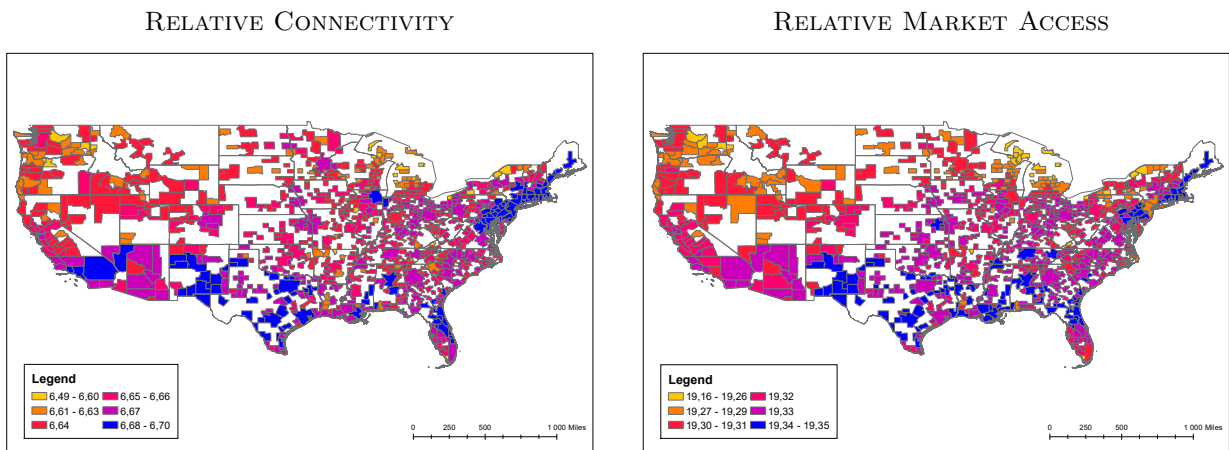 RELATIVE CONNECTIVITY
RELATIVE MARKET ACCESS
Legend
6,49 - 6,60
6,65 - 6,66
6,61 - 6,63
6,67
6,64
6,68 - 6,70
0 250 500 1 000 Miles
Legend
19,16 - 19,26
19,32
19,27 - 19,29
19,33
19,30 - 19,31
19,34 - 19,35
0 250 500 1 000 Miles